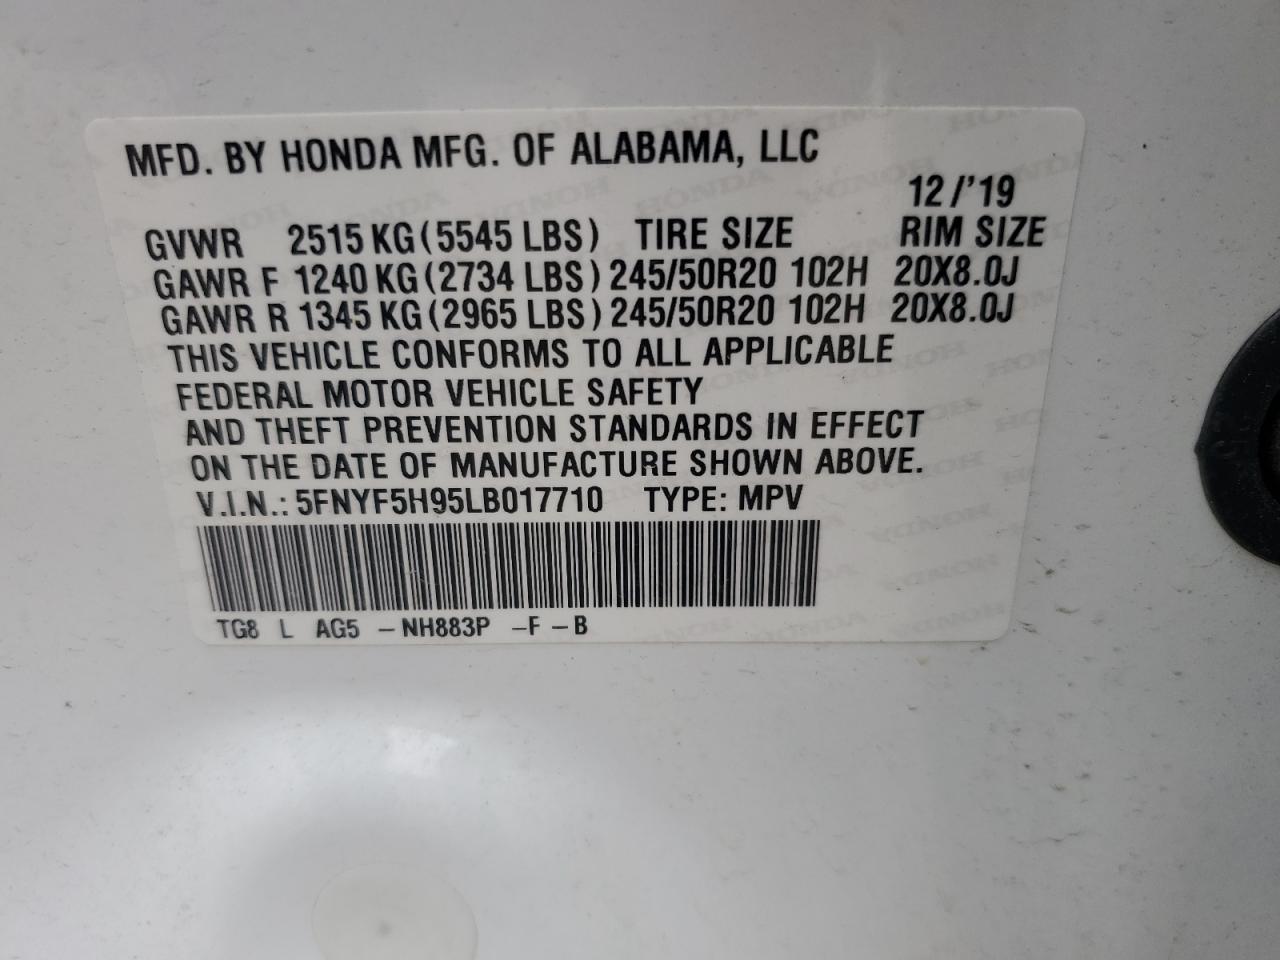 MFD. BY HONDA MFG. OF ALABAMA, LLC
12/'19
GVWR 2515 KG (5545 LBS) TIRE SIZE RIM SIZE
GAWR F 1240 KG (2734 LBS) 245/50R20 102H 20X8.0J
GAWR R 1345 KG (2965 LBS) 245/50R20 102H 20X8.0J
THIS VEHICLE CONFORMS TO ALL APPLICABLE
FEDERAL MOTOR VEHICLE SAFETY
AND THEFT PREVENTION STANDARDS IN EFFECT
ON THE DATE OF MANUFACTURE SHOWN ABOVE.
V.I.N.: 5FNYF5H95LB017710 TYPE: MPV
TG8 L AG5 -NH883P -F -B